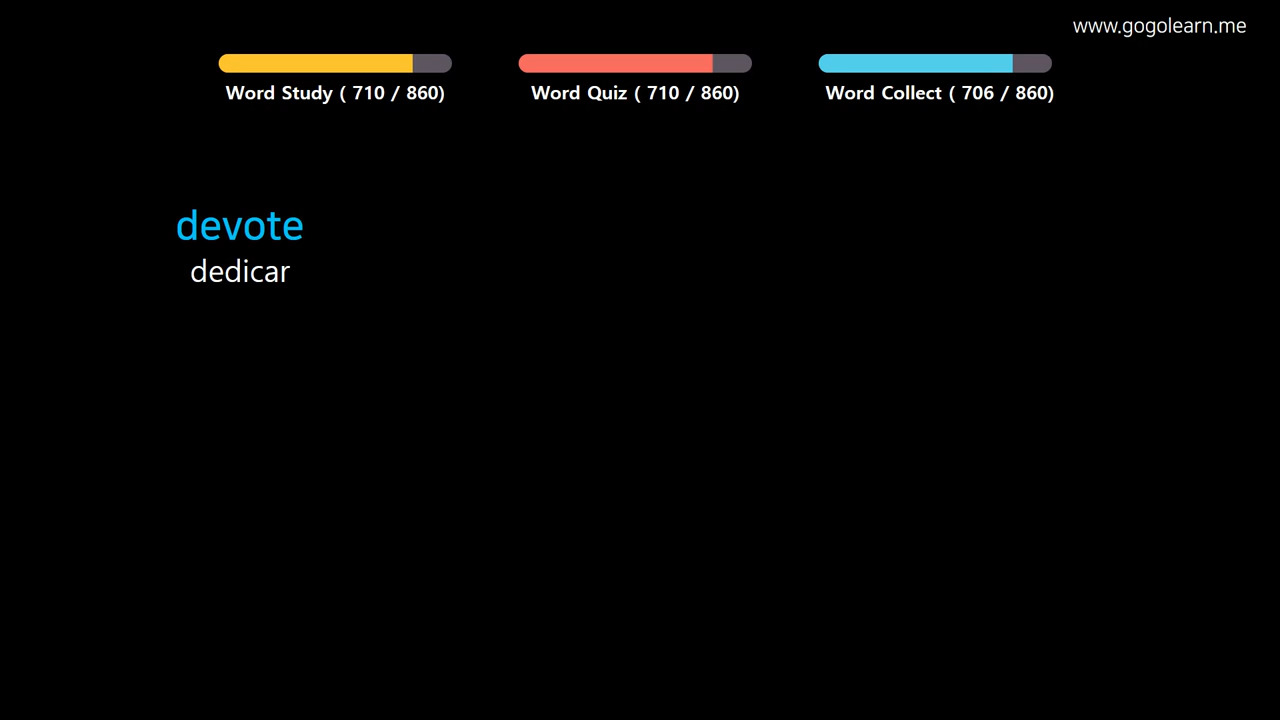 www.gogolearn.me
Word Study ( 710 / 860)
Word Quiz ( 710 / 860)
Word Collect ( 706 / 860)
devote
dedicar